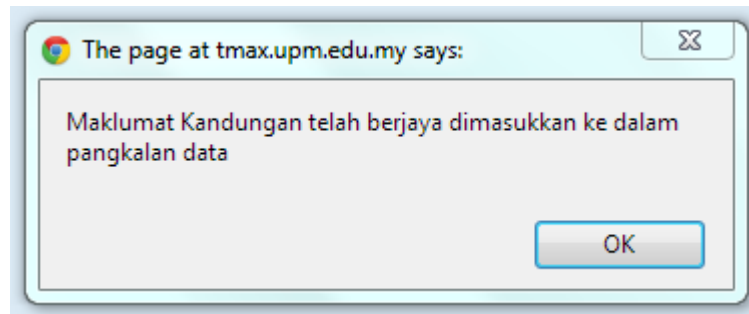 The page at tmax.upm.edu.my says:
Maklumat Kandungan telah berjaya dimasukkan ke dalam
pangkalan data
OK